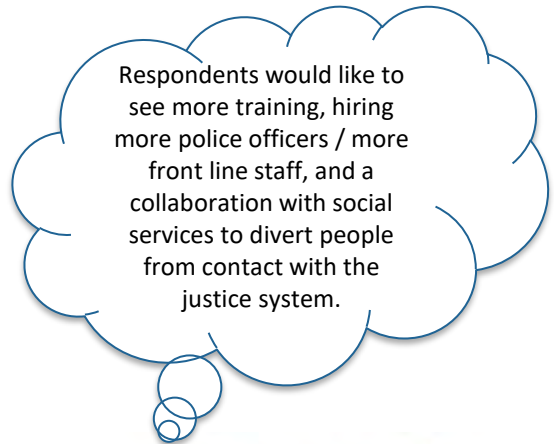 Respondents would like to
see more training, hiring
more police officers / more
front line staff, and a
collaboration with social
services to divert people
from contact with the
justice system.